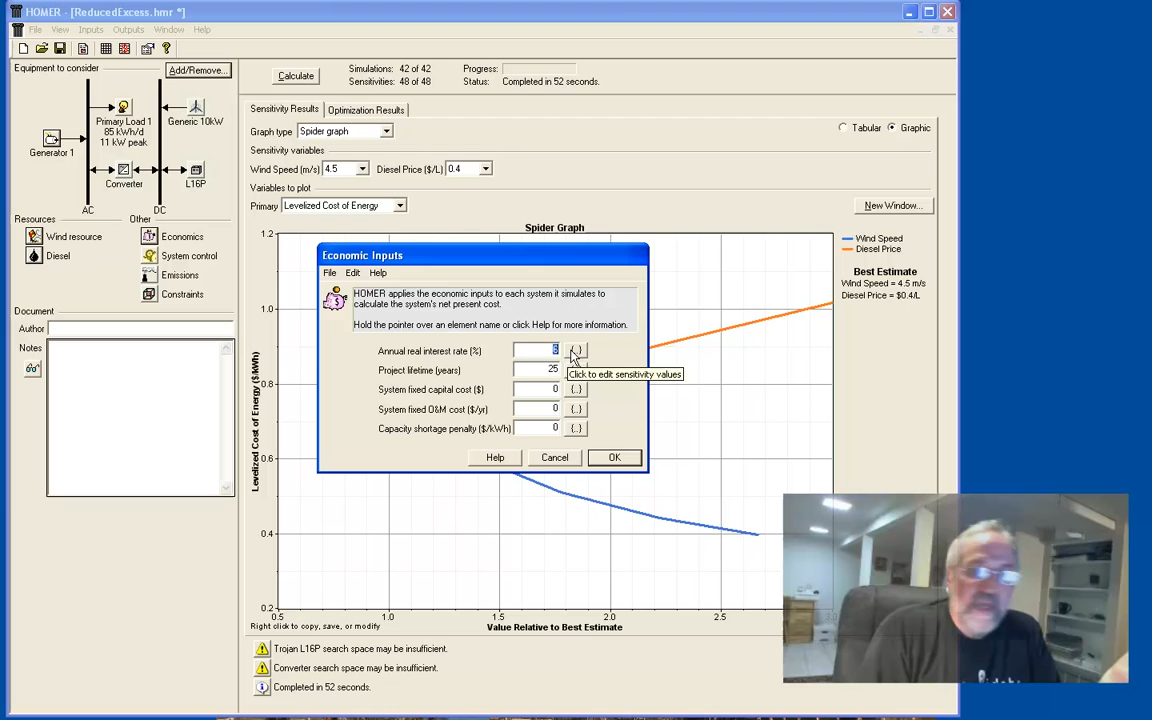 HOMER - [ReducedExcess.hmr *]
File View Inputs Outputs Window Help
Equipment to consider
Add/Remove...
Primary Load 1
85 kWh/d
11 kW peak
Generic 10kW
Generator 1
Converter
L16P
AC
DC
Resources
Other
Wind resource
Economics
Diesel
System control
Emissions
Constraints
Document
Author
Notes
Calculate
Simulations: 42 of 42
Sensitivities: 48 of 48
Progress:
Status: Completed in 52 seconds.
Sensitivity Results
Optimization Results
Graph type
Spider graph
Tabular
Graphic
Sensitivity variables
Wind Speed (m/s)
4.5
Diesel Price ($/L)
0.4
Variables to plot
Primary
Levelized Cost of Energy
New Window...
Spider Graph
Wind Speed
Diesel Price
Best Estimate
Wind Speed = 4.5 m/s
Diesel Price = $0.4/L
1.2
1.0
0.8
0.6
0.4
0.2
Levelized Cost of Energy ($/kWh)
0.5
1.0
1.5
2.0
2.5
3.0
Value Relative to Best Estimate
Right click to copy, save, or modify
Economic Inputs
File Edit Help
HOMER applies the economic inputs to each system it simulates to
calculate the system's net present cost.
Hold the pointer over an element name or click Help for more information.
Annual real interest rate (%)
6
{..}
Click to edit sensitivity values
Project lifetime (years)
25
System fixed capital cost ($)
0
{..}
System fixed O&M cost ($/yr)
0
{..}
Capacity shortage penalty ($/kWh)
0
{..}
Help
Cancel
OK
Trojan L16P search space may be insufficient.
Converter search space may be insufficient.
Completed in 52 seconds.